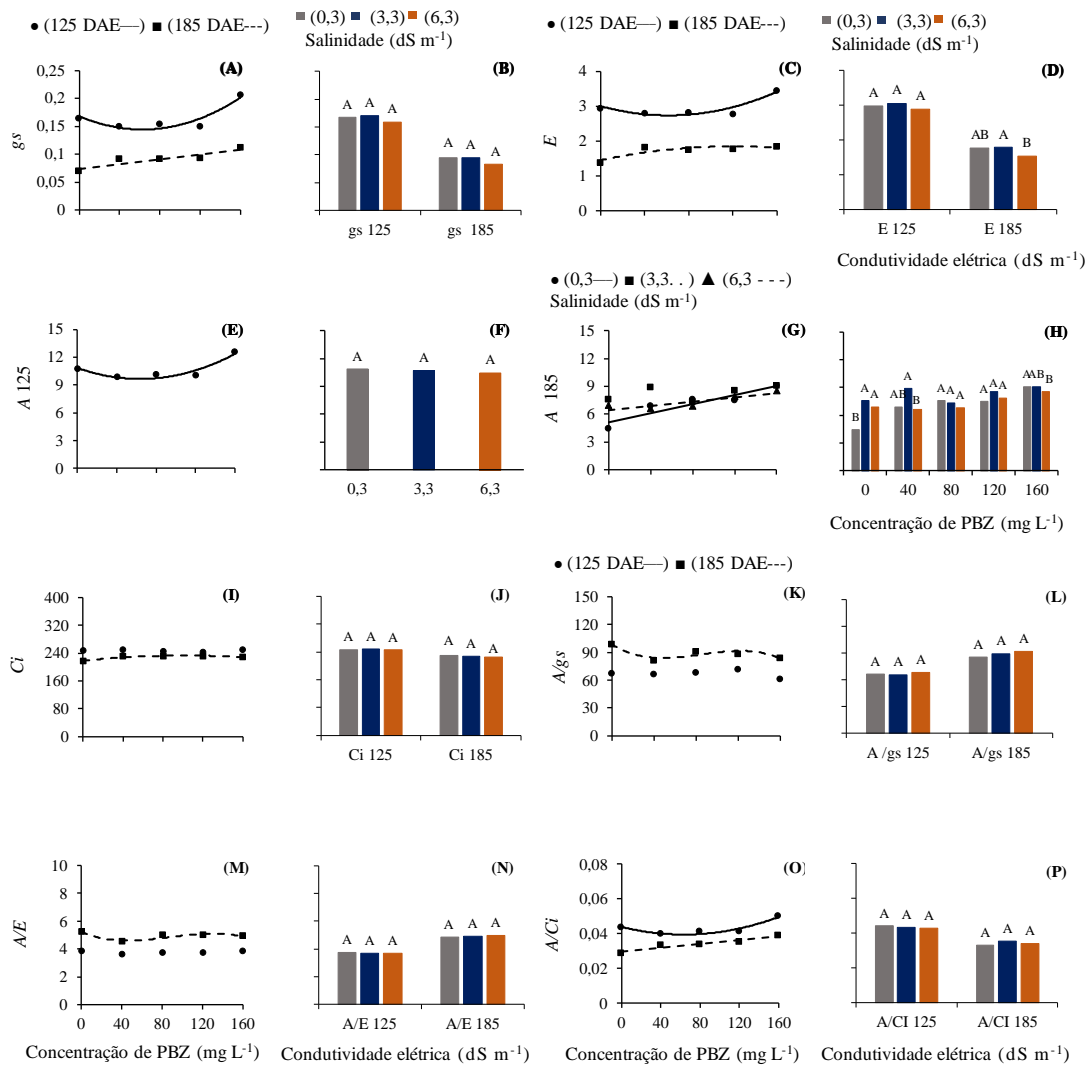 ● (125 DAE—) ■ (185 DAE---)
■ (0,3) ■ (3,3) ■ (6,3)
Salinidade (dS m-1)
(A)
gs
0,25
0,2
0,15
0,1
0,05
0
(B)
A A A
A A A
gs 125 gs 185
● (125 DAE—) ■ (185 DAE---)
(C)
E
4
3
2
1
0
■ (0,3) ■ (3,3) ■ (6,3)
Salinidade (dS m-1)
(D)
A A A
AB A B
E 125 E 185
Condutividade elétrica (dS m-1)
(E)
A 125
15
12
9
6
3
0
(F)
A A A
0,3 3,3 6,3
● (0,3—) ■ (3,3. . ) ▲ (6,3 - - -)
Salinidade (dS m-1)
(G)
A 185
15
12
9
6
3
0
(H)
B A A
AB A B
A A A
A A A
A AB B
0 40 80 120 160
Concentração de PBZ (mg L-1)
(I)
Ci
400
320
240
160
80
0
(J)
A A A
A A A
Ci 125 Ci 185
● (125 DAE—) ■ (185 DAE---)
(K)
A/gs
150
120
90
60
30
0
(L)
A A A
A A A
A /gs 125 A/gs 185
(M)
A/E
10
8
6
4
2
0
0 40 80 120 160
Concentração de PBZ (mg L-1)
(N)
A A A
A A A
A/E 125 A/E 185
Condutividade elétrica (dS m-1)
(O)
A/Ci
0,08
0,06
0,04
0,02
0
0 40 80 120 160
Concentração de PBZ (mg L-1)
(P)
A A A
A A A
A/CI 125 A/CI 185
Condutividade elétrica (dS m-1)